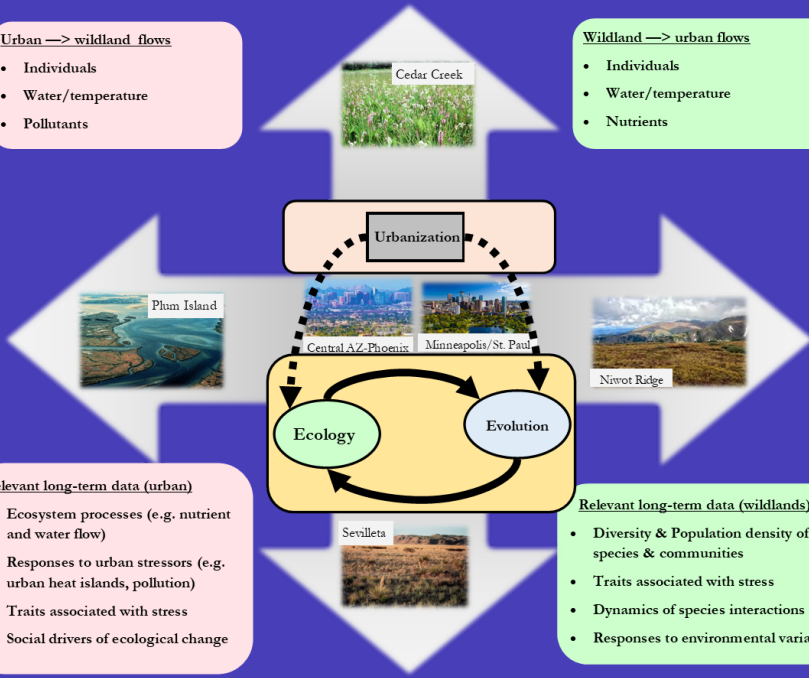 Urban —> wildland flows
• Individuals
• Water/temperature
• Pollutants
Cedar Creek
Wildland —> urban flows
• Individuals
• Water/temperature
• Nutrients
Urbanization
Plum Island
Central AZ-Phoenix
Minneapolis/St. Paul
Niwot Ridge
Ecology
Evolution
long-term data (urban)
Ecosystem processes (e.g. nutrient
and water flow)
Responses to urban stressors (e.g.
urban heat islands, pollution)
Traits associated with stress
Social drivers of ecological change
Sevilleta
Relevant long-term data (wildlands)
• Diversity & Population density of
species & communities
• Traits associated with stress
• Dynamics of species interactions
• Responses to environmental